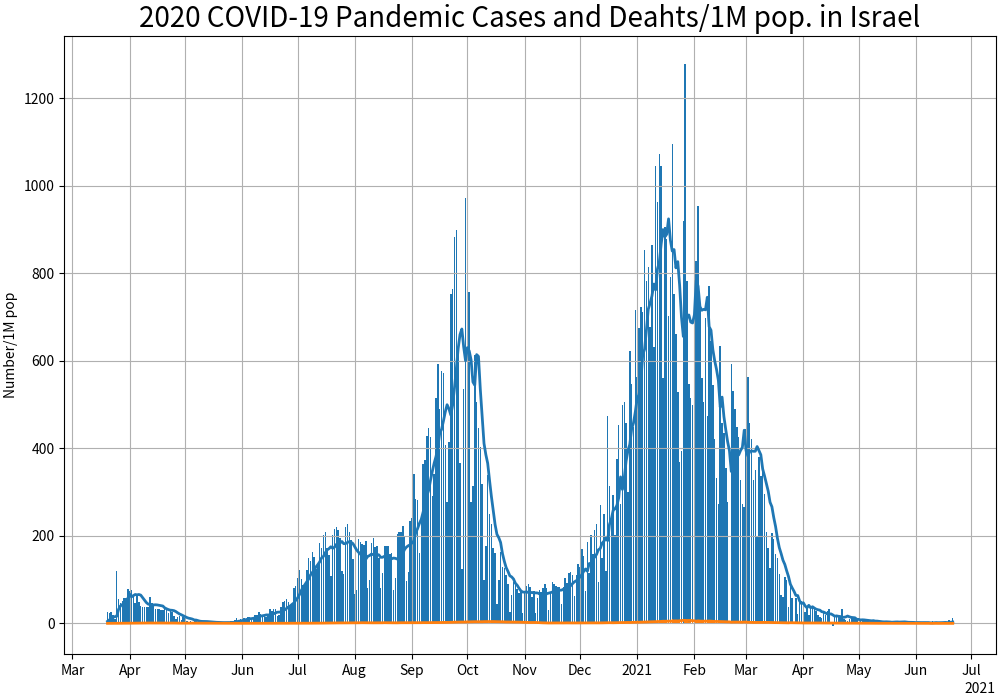 2020 COVID-19 Pandemic Cases and Deahts/1M pop. in Israel
Number/1M pop
1200
1000
800
600
400
200
0
Mar Apr May Jun Jul Aug Sep Oct Nov Dec 2021 Feb Mar Apr May Jun Jul
2021